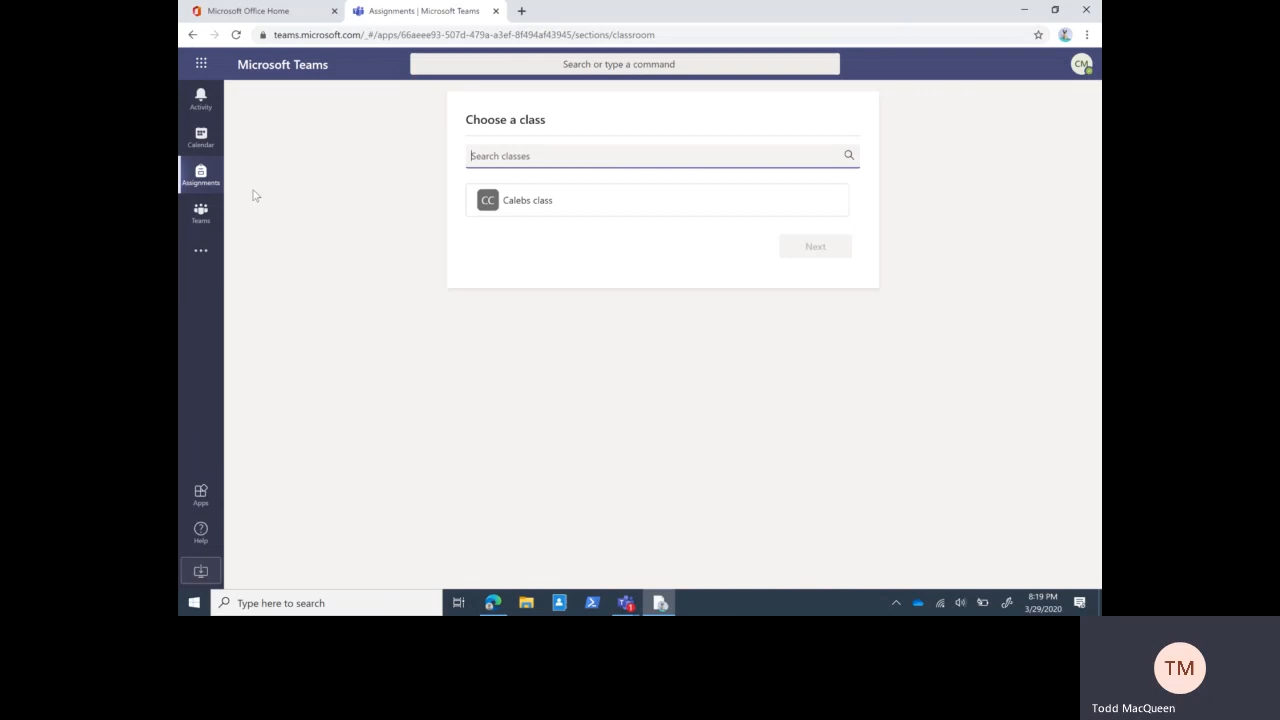 Microsoft Office Home
Assignments | Microsoft Teams
teams.microsoft.com/_#/apps/66aeee93-507d-479a-a3ef-8f494af43945/sections/classroom
Microsoft Teams
Search or type a command
CM
Activity
Calendar
Assignments
Teams
Choose a class
Search classes
CC
Calebs class
Next
Apps
Help
Type here to search
1
8:19 PM
3/29/2020
TM
Todd MacQueen